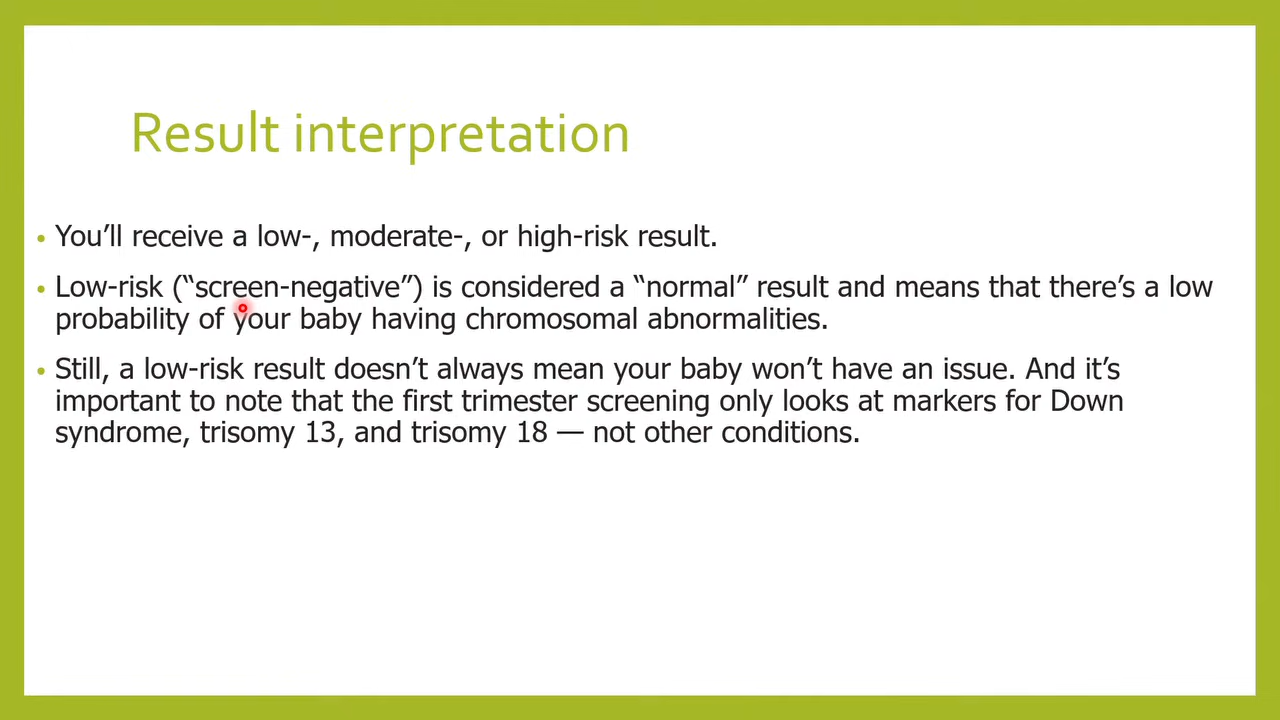 Result interpretation
• You’ll receive a low-, moderate-, or high-risk result.
• Low-risk (“screen-negative”) is considered a “normal” result and means that there’s a low
probability of your baby having chromosomal abnormalities.
• Still, a low-risk result doesn’t always mean your baby won’t have an issue. And it’s
important to note that the first trimester screening only looks at markers for Down
syndrome, trisomy 13, and trisomy 18 — not other conditions.